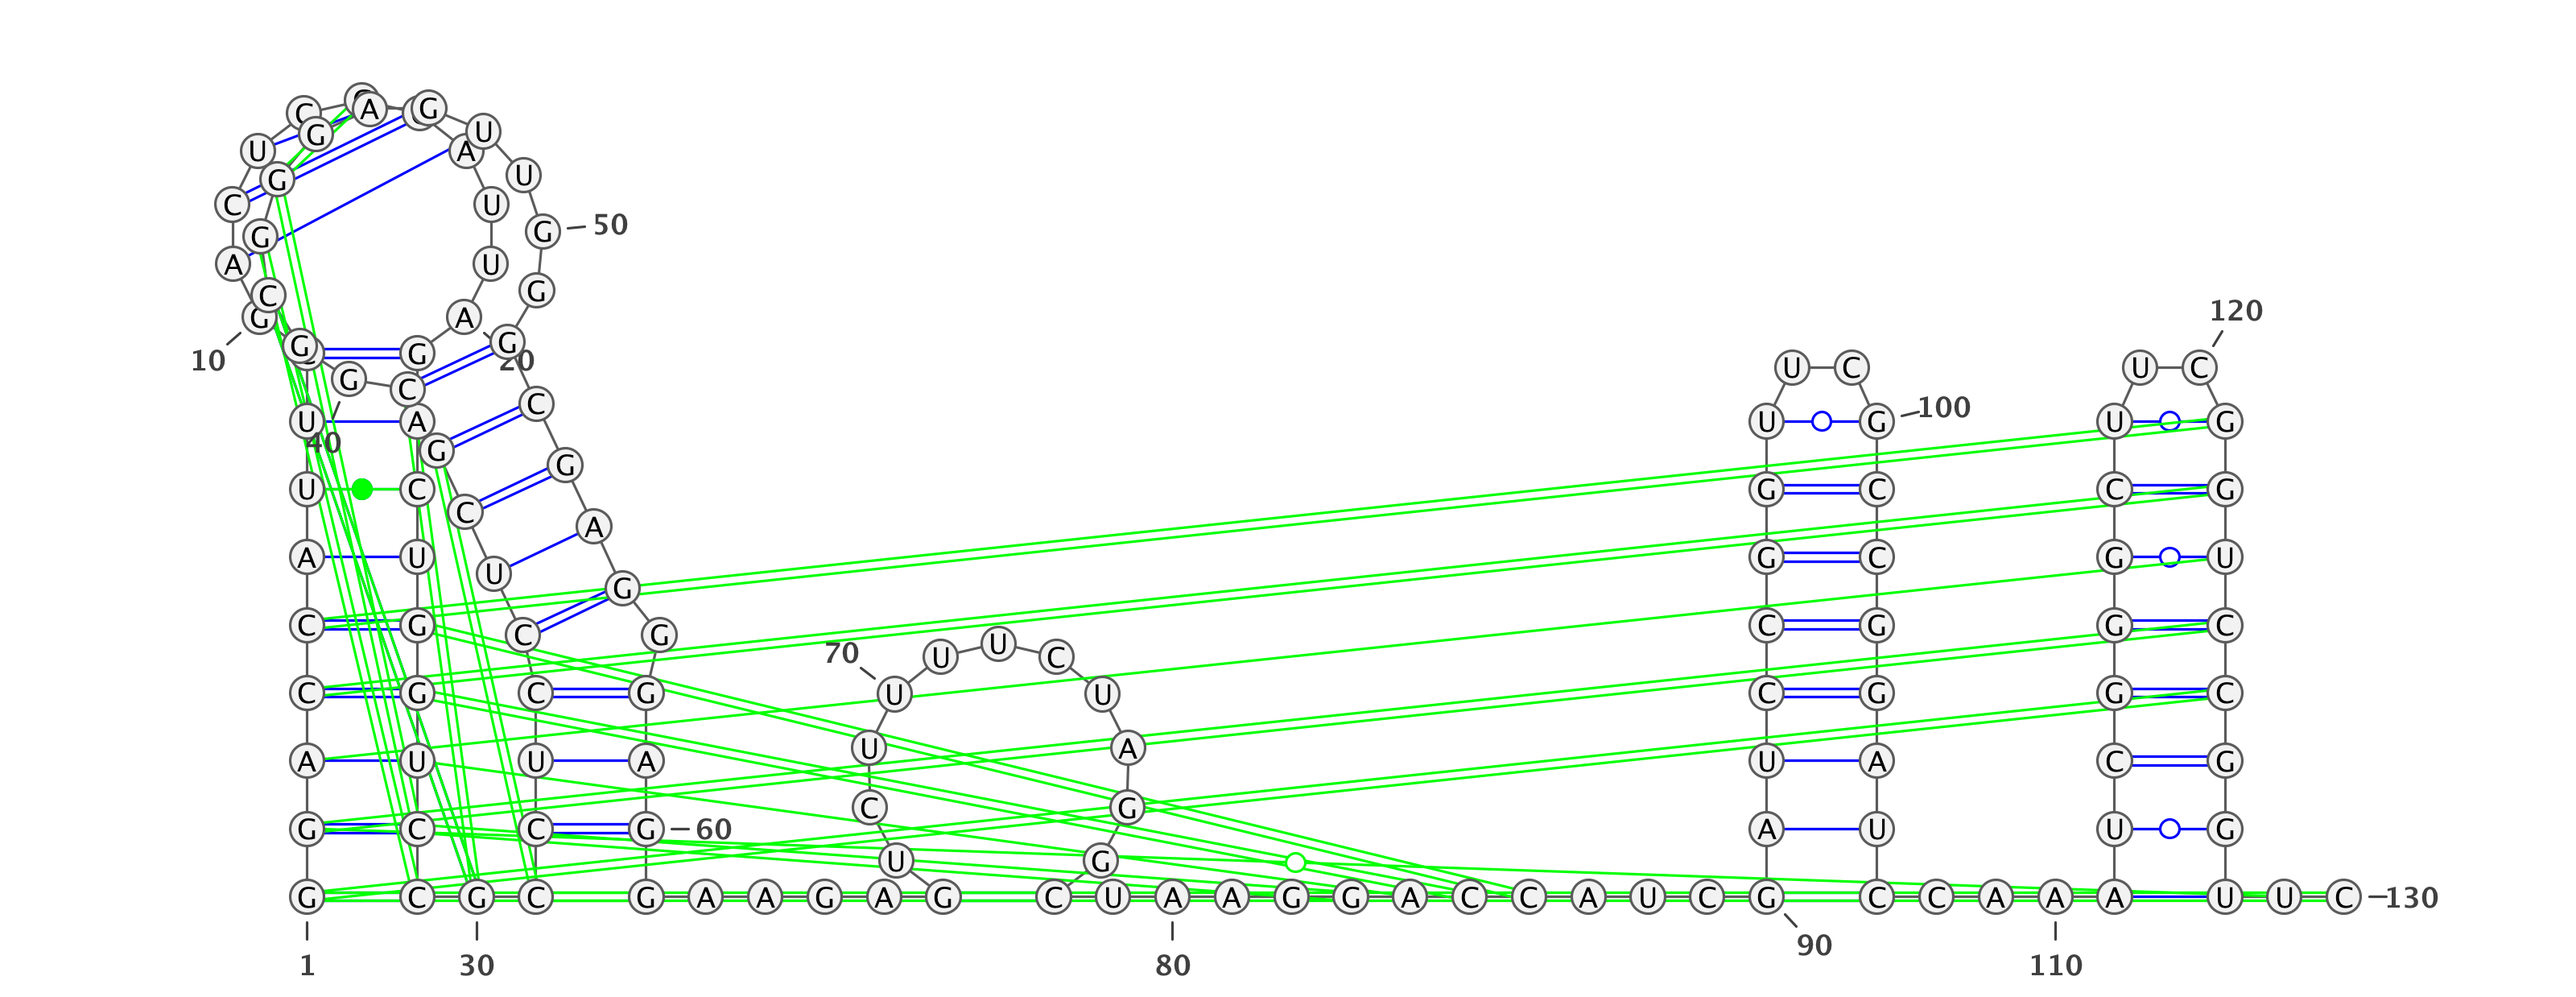 C A G U
G
U A
G U
C U
G G 50
A U
C G
G A 120
G G
10 G 20 U C U C
G C
C 100
U A U G U G
40 G G
U C G C C G
C A
A U G C G U
U G
C G C G G C
C G
70 U U C
C G C G U U C G G C
U A
A U U A U A C G
C G
G C C G 60 A U U G
U G
G C G C G A A G A G C U A A G G A C C A U C G C C A A A U U C 130
90
1 30 80 110